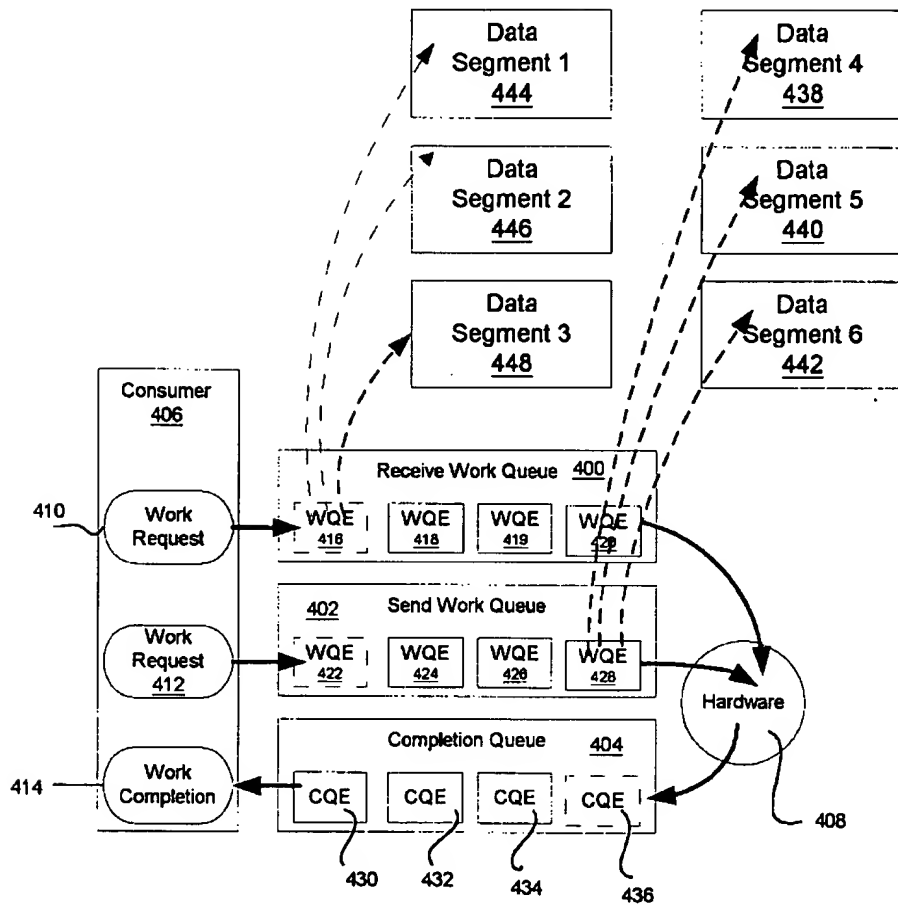 Data
Segment 1
444
Data
Segment 4
438
Data
Segment 2
446
Data
Segment 5
440
Data
Segment 3
448
Data
Segment 6
442
Consumer
406
Receive Work Queue 400
410
Work
Request
WQE
416
WQE
418
WQE
419
WQE
420
402 Send Work Queue
Work
Request
412
WQE
422
WQE
424
WQE
426
WQE
428
Hardware
Completion Queue 404
414
Work
Completion
CQE
CQE
CQE
CQE
408
430
432
434
436